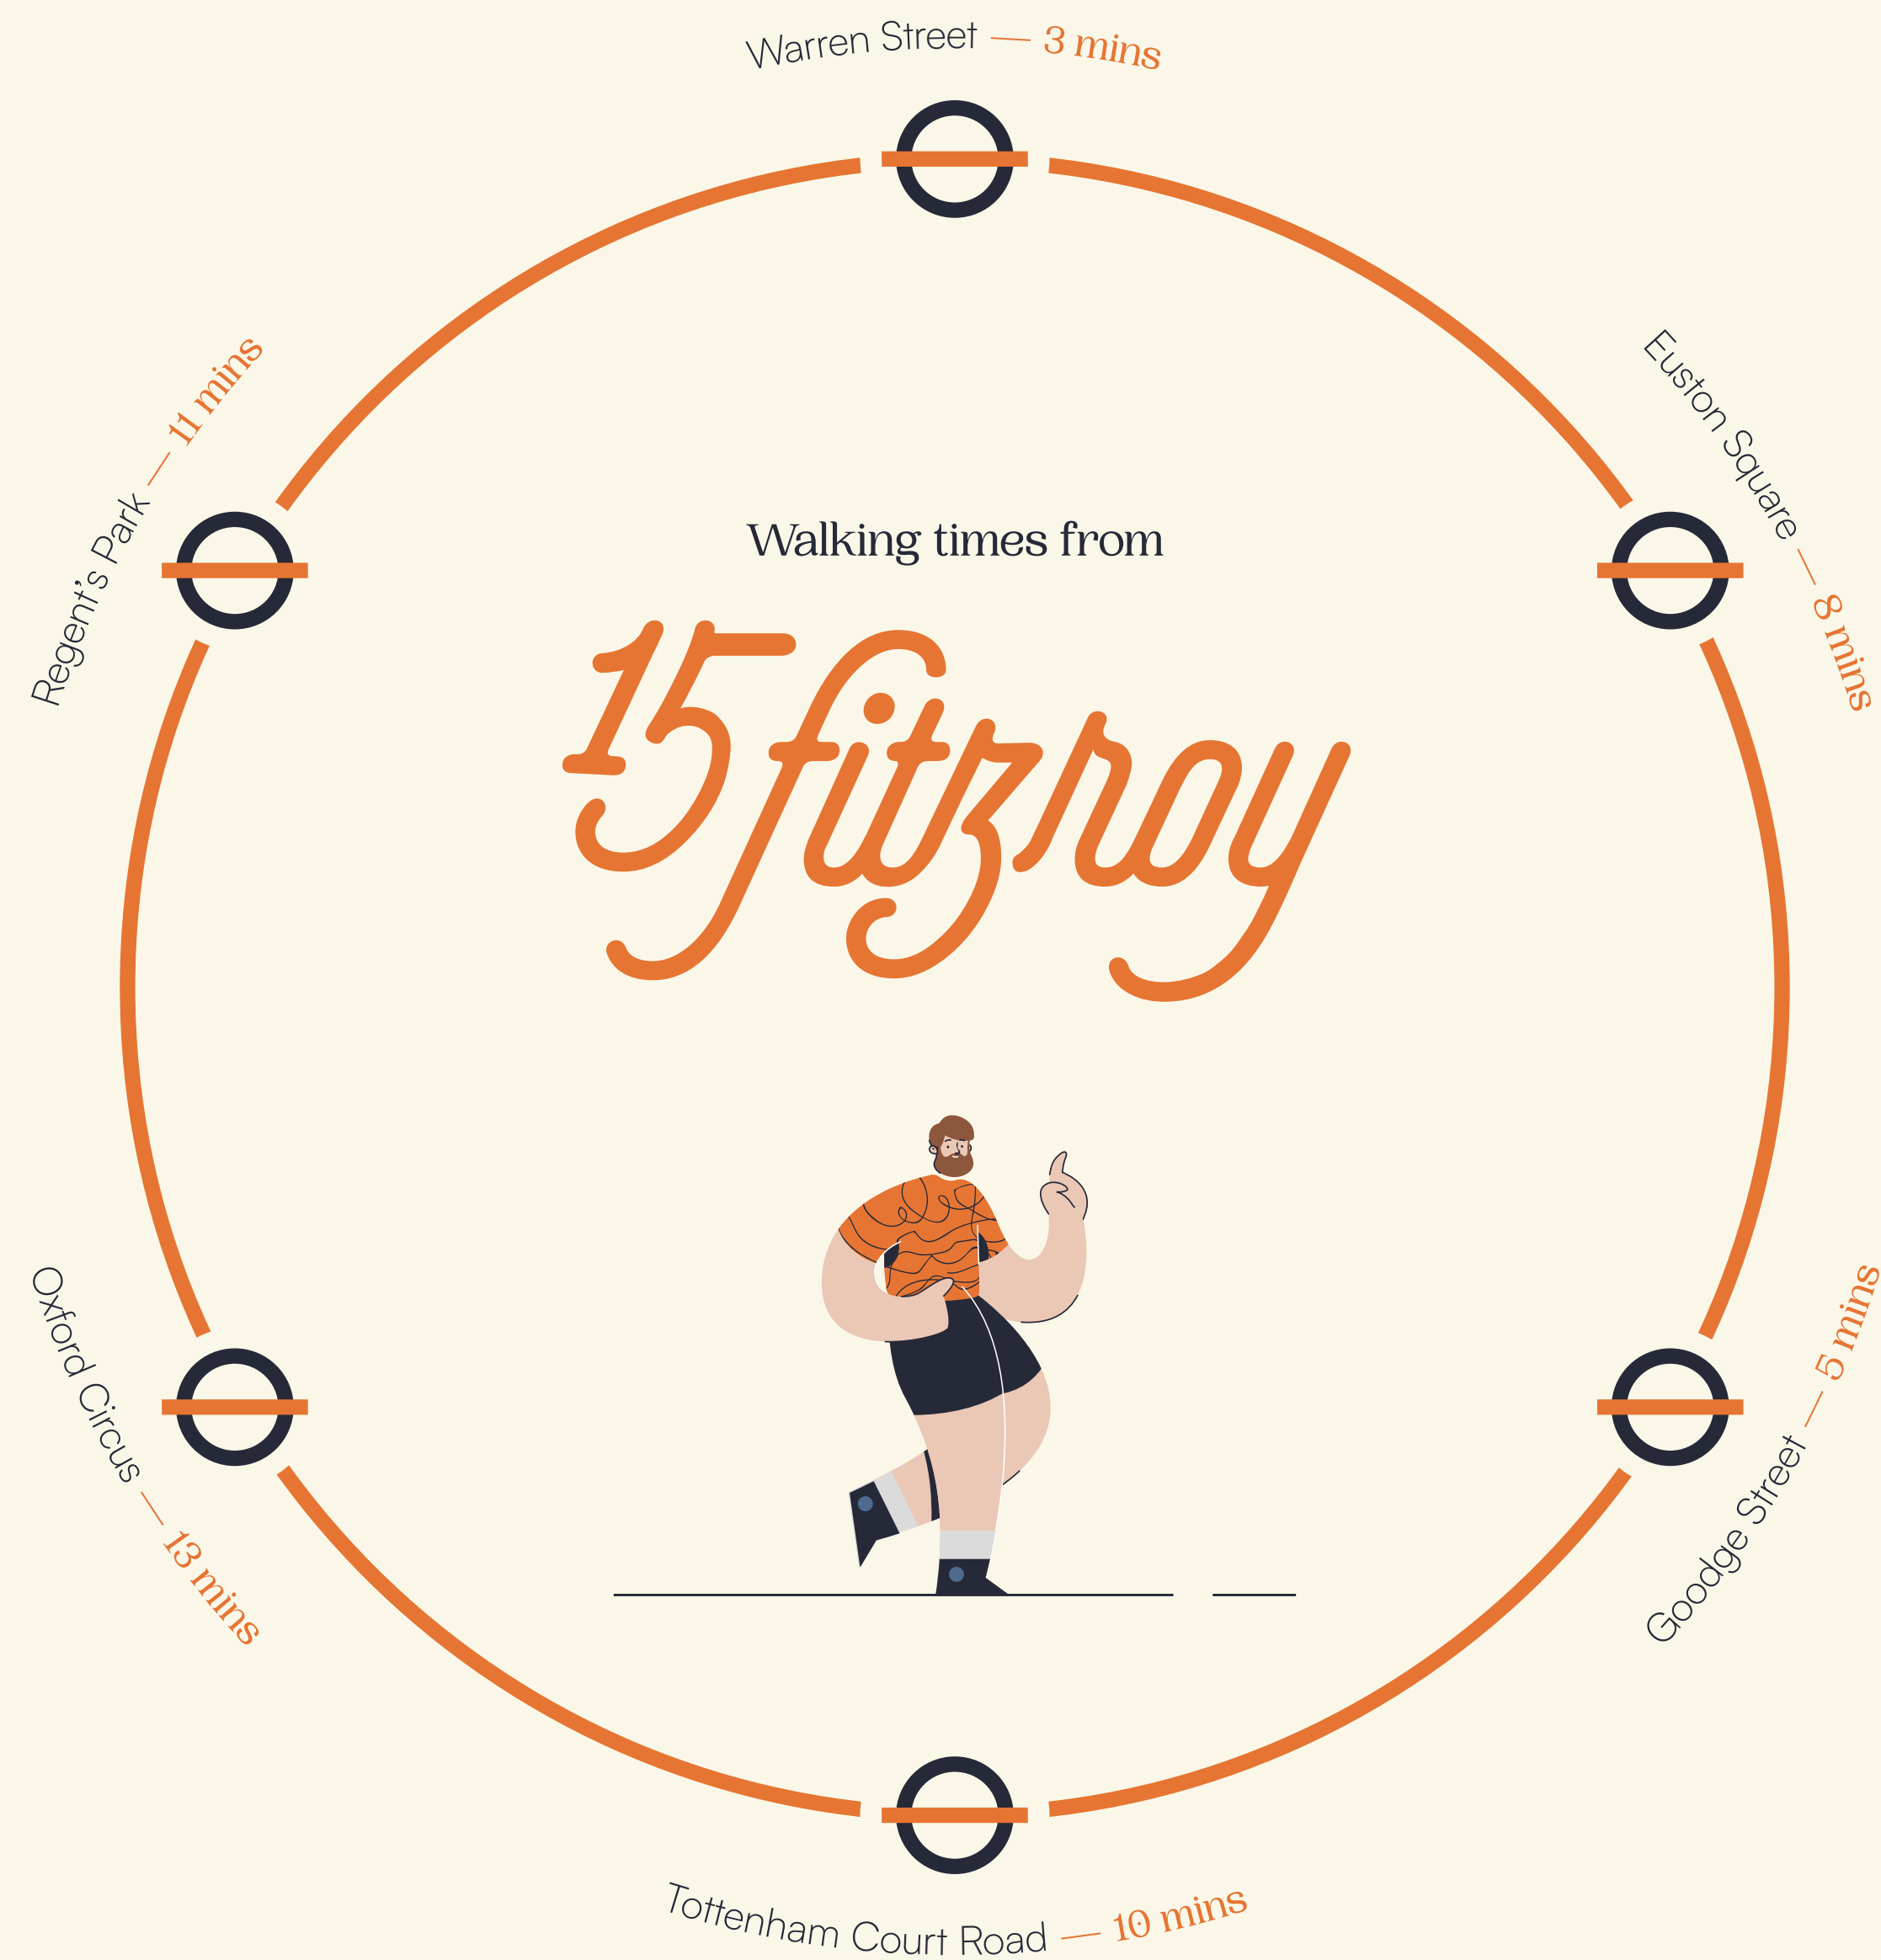 Warren Street — 3 mins
Euston Square — 8 mins
Goodge Street — 5 mins
Tottenham Court Road — 10 mins
Oxford Circus — 13 mins
Regent's Park — 11 mins
Walking times from
15 fitzroy